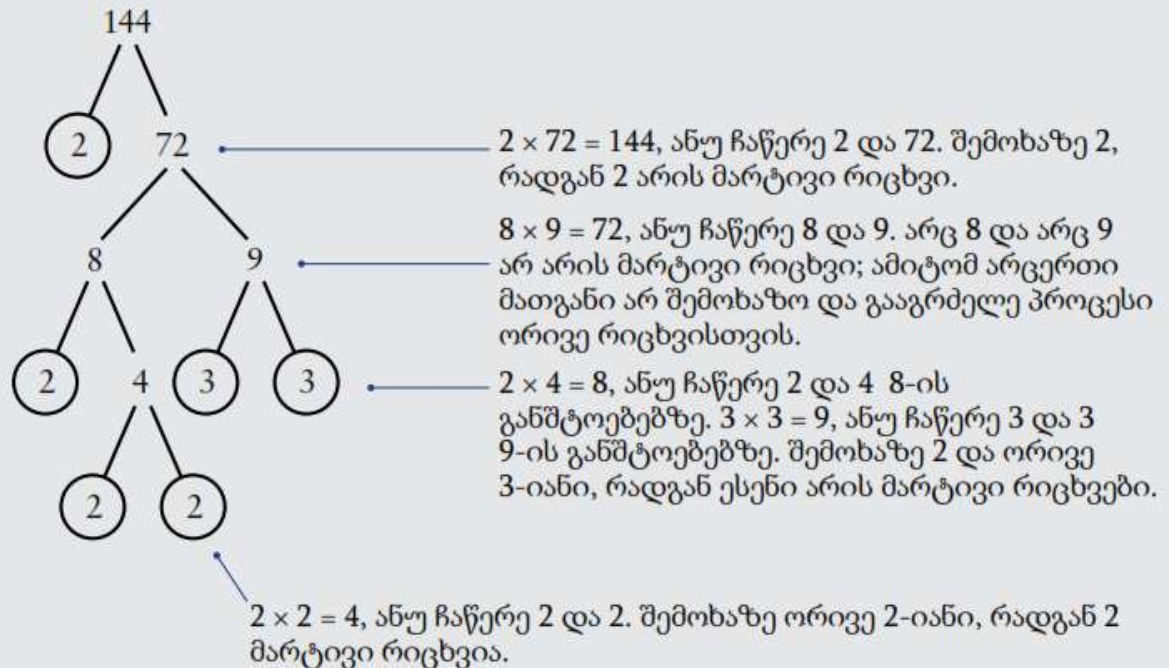 144
2 72
2 × 72 = 144, ანუ ჩაწერე 2 და 72. შემოხაზე 2,
რადგან 2 არის მარტივი რიცხვი.
8 9
8 × 9 = 72, ანუ ჩაწერე 8 და 9. არც 8 და არც 9
არ არის მარტივი რიცხვი; ამიტომ არცერთი
მათგანი არ შემოხაზო და გააგრძელე პროცესი
ორივე რიცხვისთვის.
2 4 3 3
2 × 4 = 8, ანუ ჩაწერე 2 და 4 8-ის
განშტოებებზე. 3 × 3 = 9, ანუ ჩაწერე 3 და 3
9-ის განშტოებებზე. შემოხაზე 2 და ორივე
3-იანი, რადგან ესენი არის მარტივი რიცხვები.
2 2
2 × 2 = 4, ანუ ჩაწერე 2 და 2. შემოხაზე ორივე 2-იანი, რადგან 2
მარტივი რიცხვია.